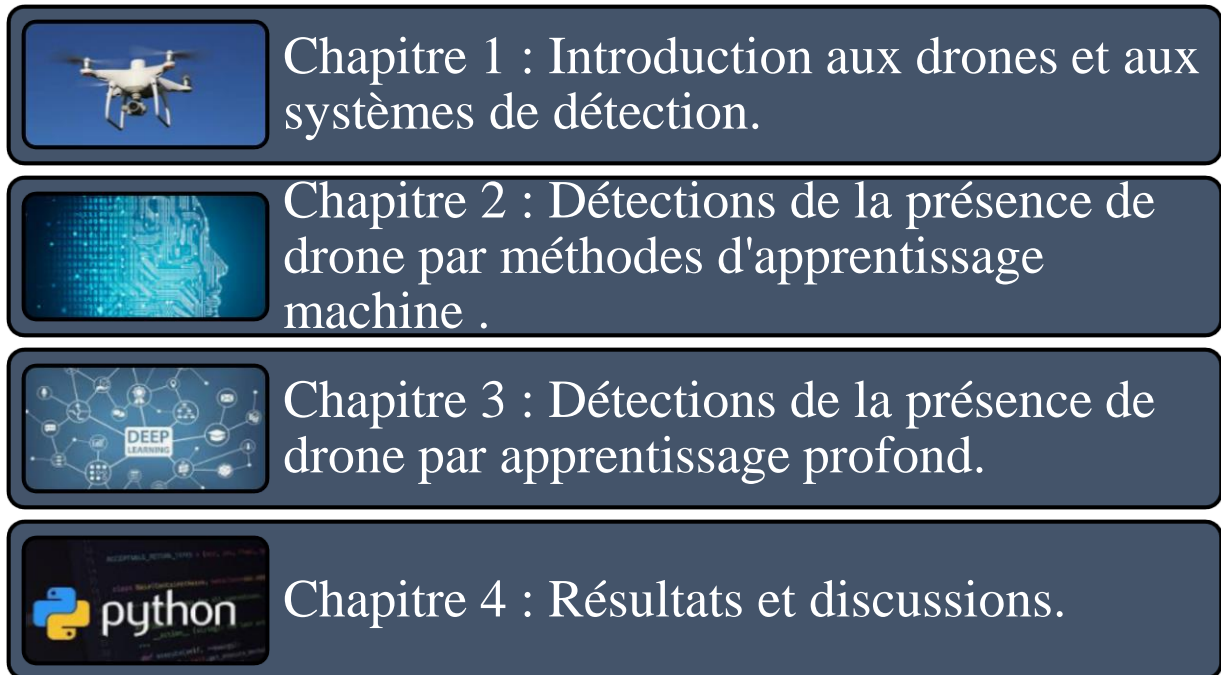 Chapitre 1 : Introduction aux drones et aux
systèmes de détection.
Chapitre 2 : Détections de la présence de
drone par méthodes d'apprentissage
machine .
DEEP
LEARNING
Chapitre 3 : Détections de la présence de
drone par apprentissage profond.
python
Chapitre 4 : Résultats et discussions.